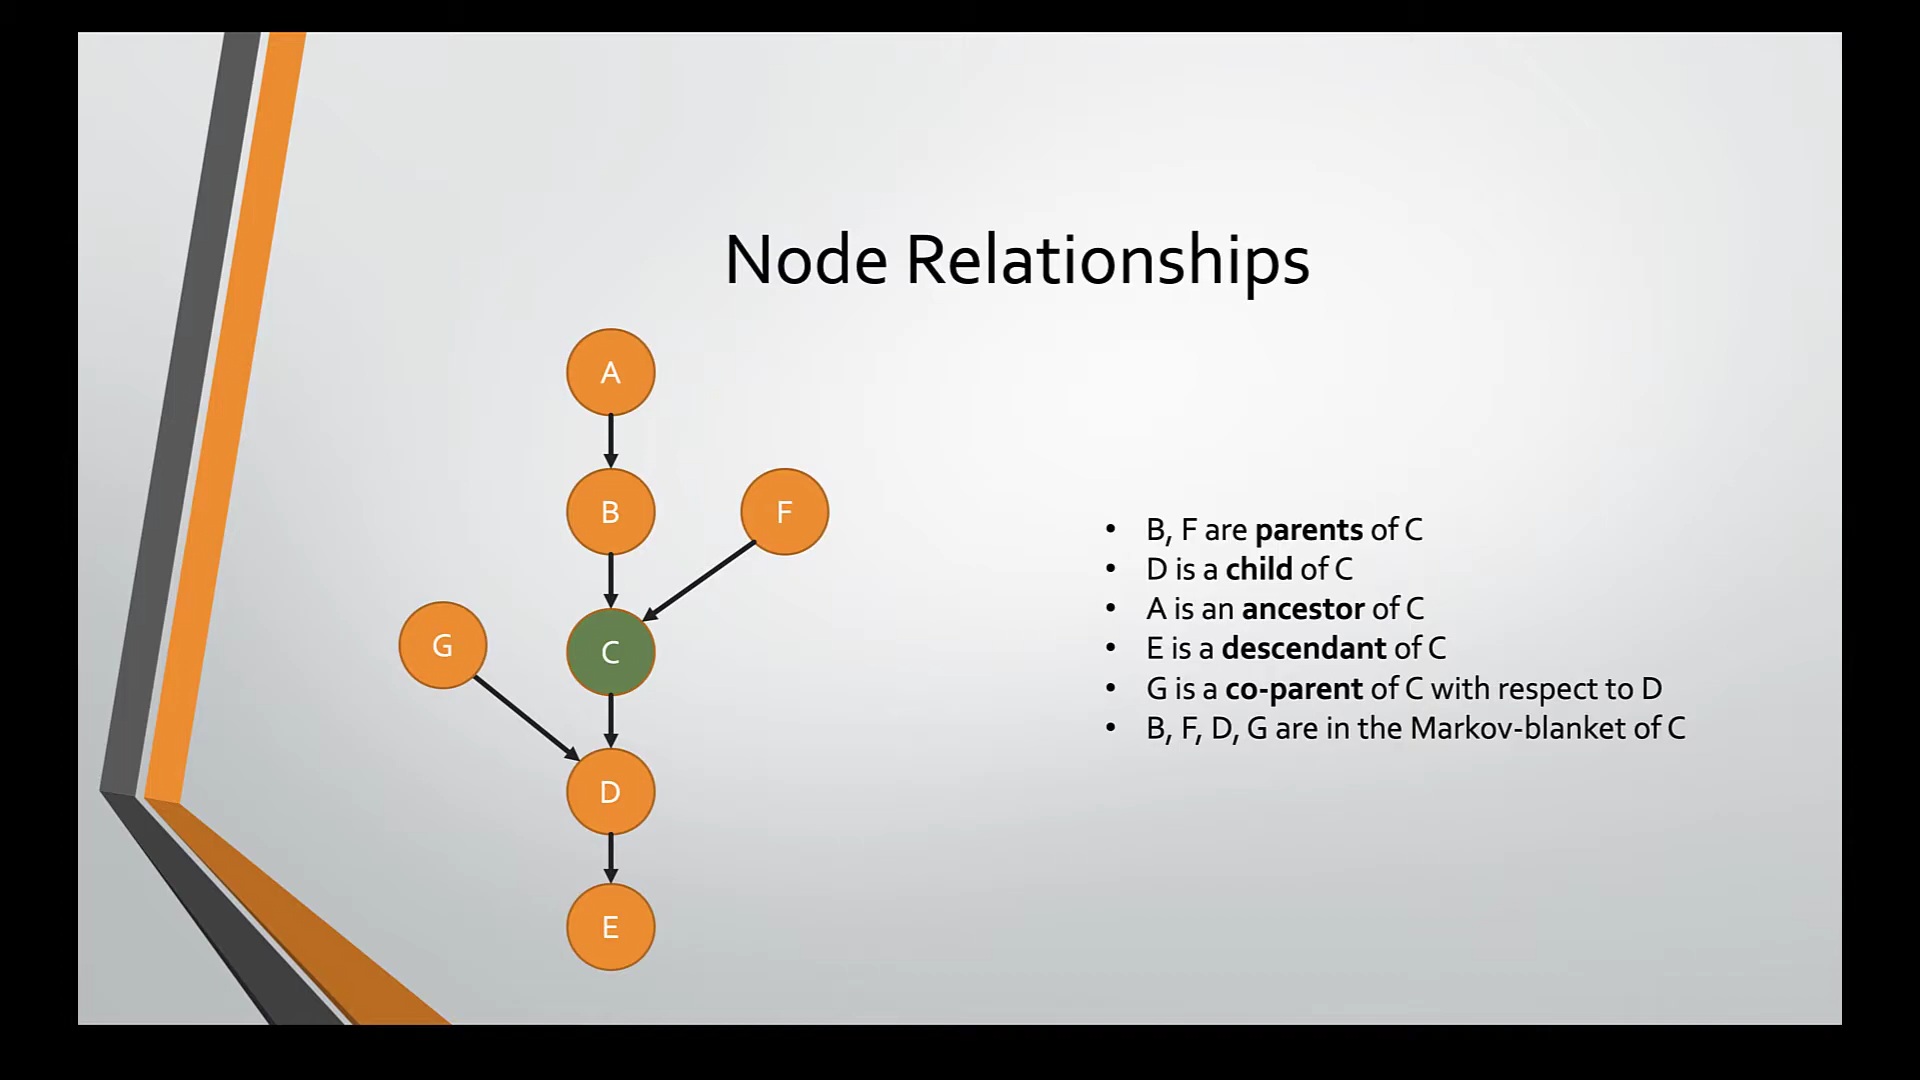 Node Relationships
A
B
F
G
C
D
E
• B, F are parents of C
• D is a child of C
• A is an ancestor of C
• E is a descendant of C
• G is a co-parent of C with respect to D
• B, F, D, G are in the Markov-blanket of C